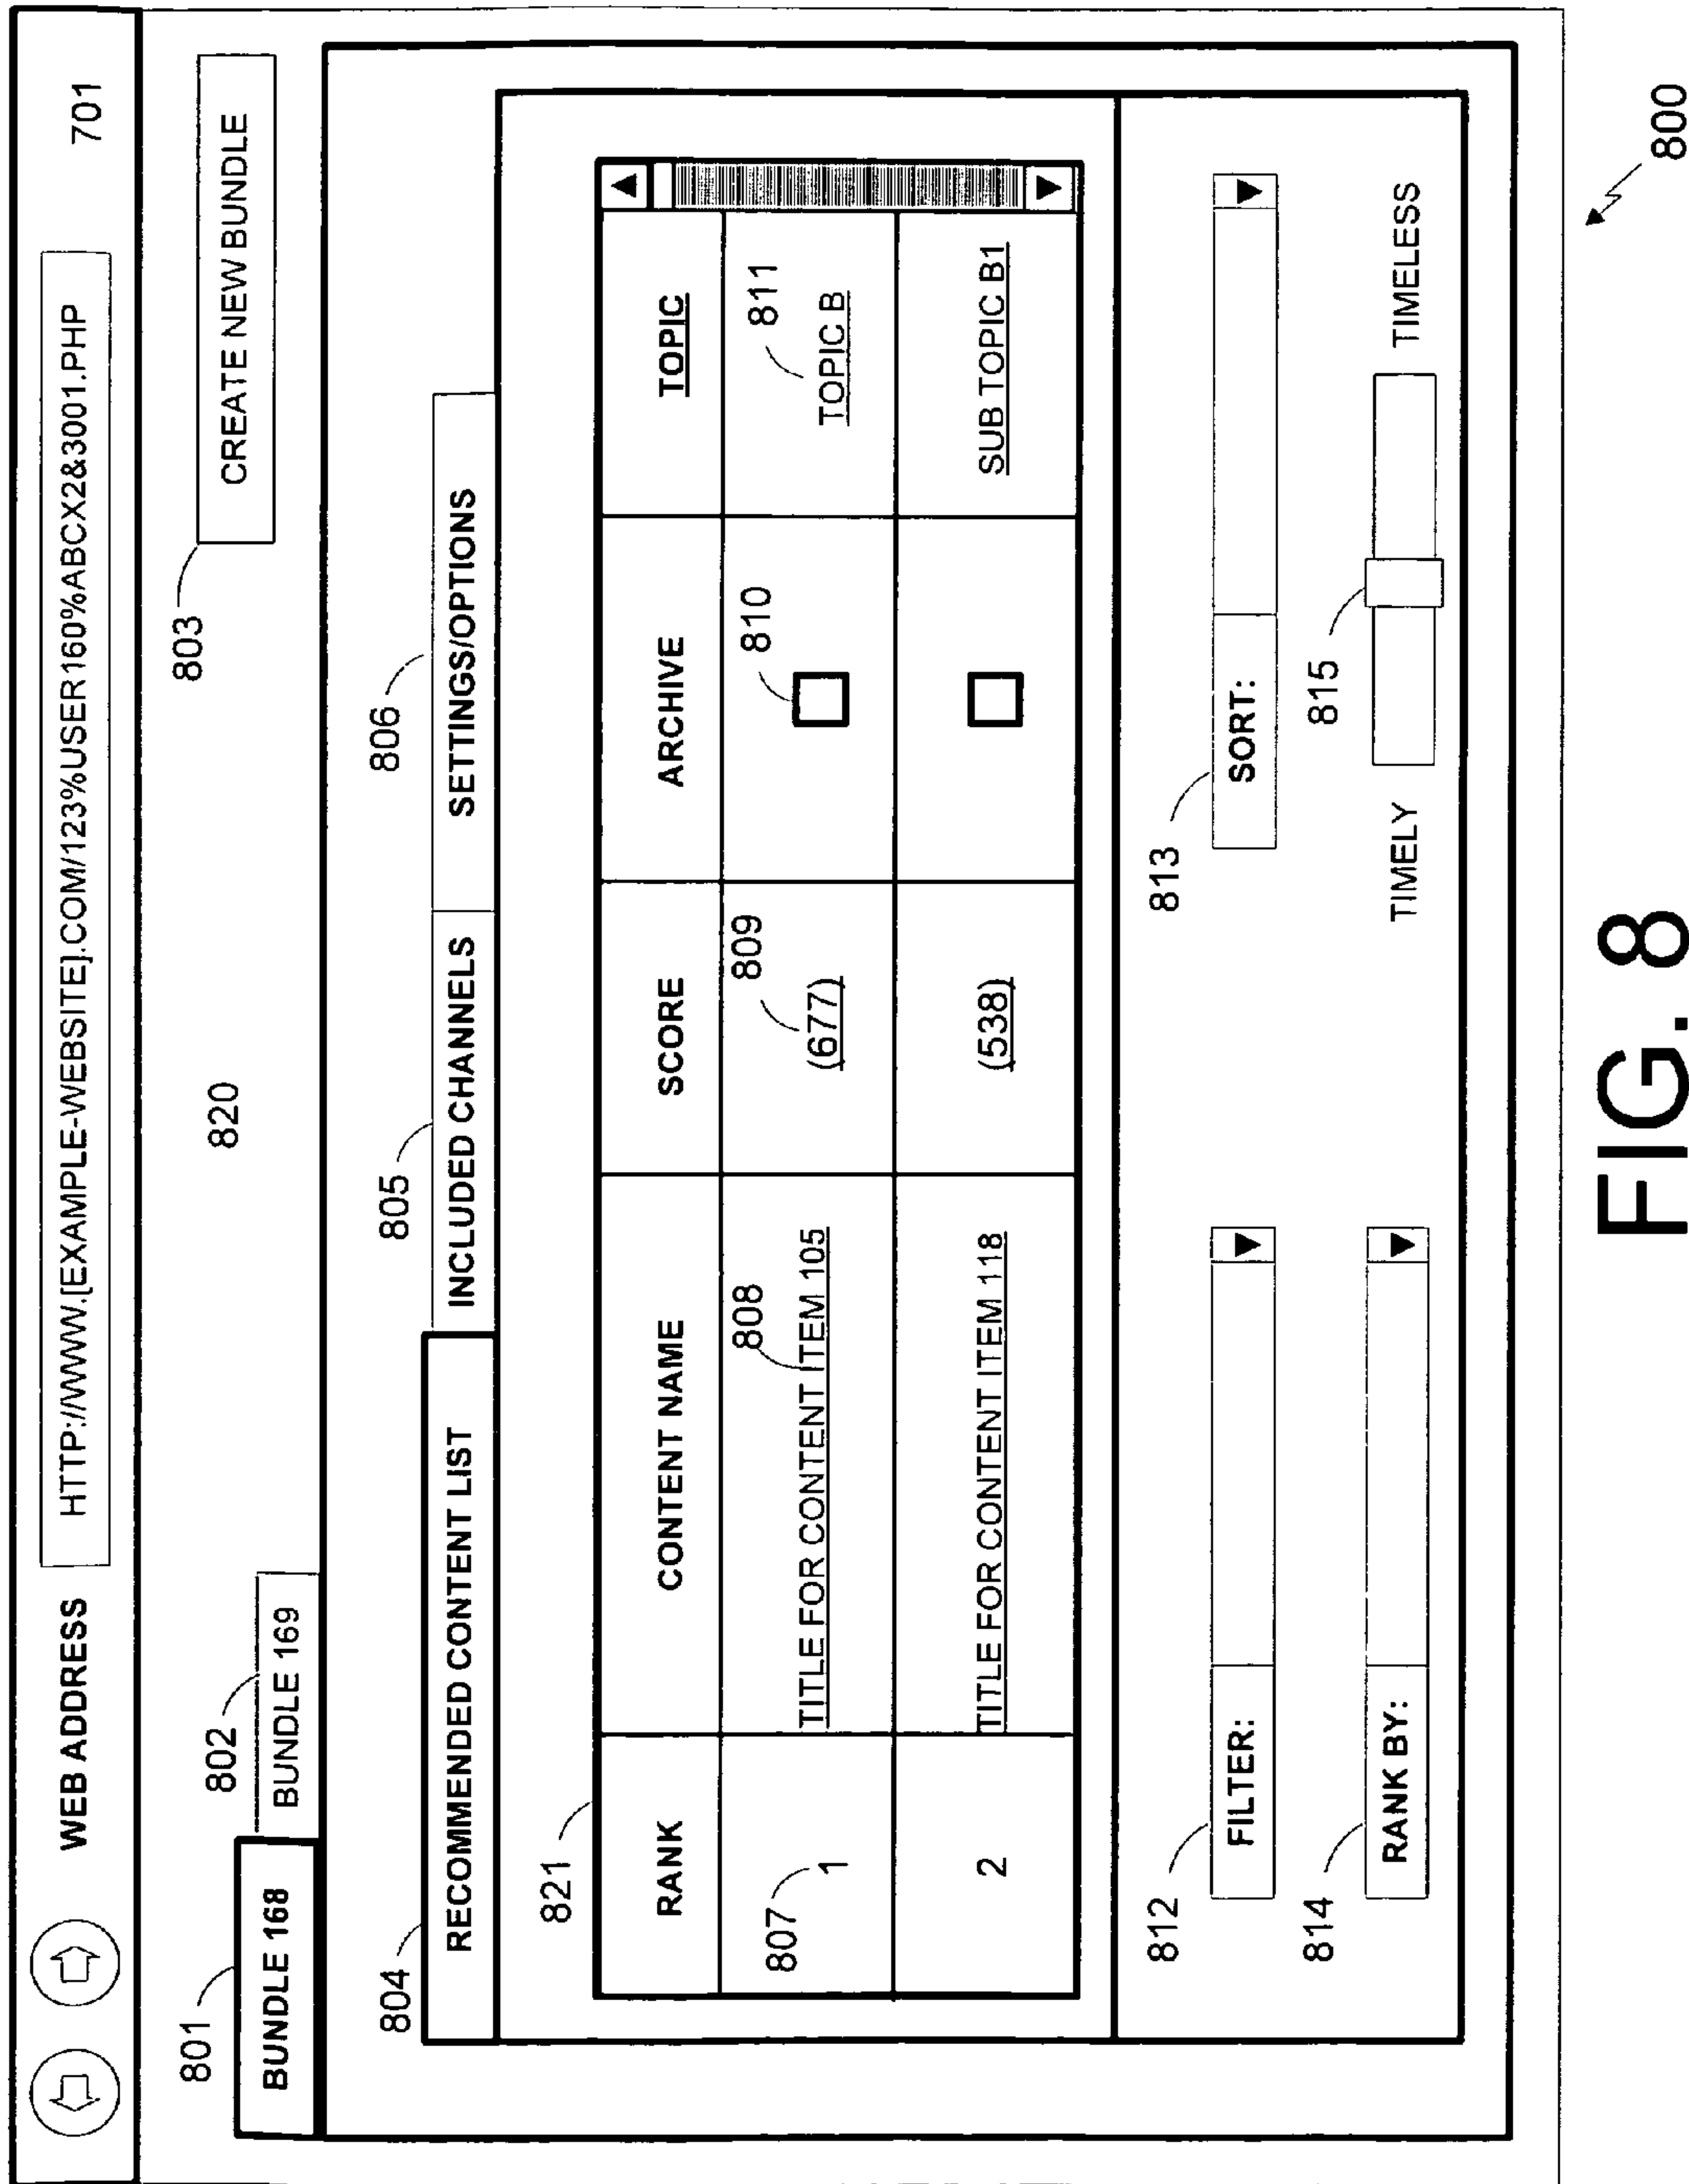 WEB ADDRESS HTTP://WWW.[EXAMPLE-WEBSITE].COM/123%USER160%ABCX2&3001.PHP 701
801 802 820 803
BUNDLE 168 BUNDLE 169 CREATE NEW BUNDLE
804 805 806
RECOMMENDED CONTENT LIST INCLUDED CHANNELS SETTINGS/OPTIONS
821
RANK CONTENT NAME SCORE ARCHIVE TOPIC
807 808 809 810 811
1 TITLE FOR CONTENT ITEM 105 (677) TOPIC B
2 TITLE FOR CONTENT ITEM 118 (538) SUB TOPIC B1
812 813
FILTER: SORT:
814 815
RANK BY: TIMELY TIMELESS
800
FIG. 8